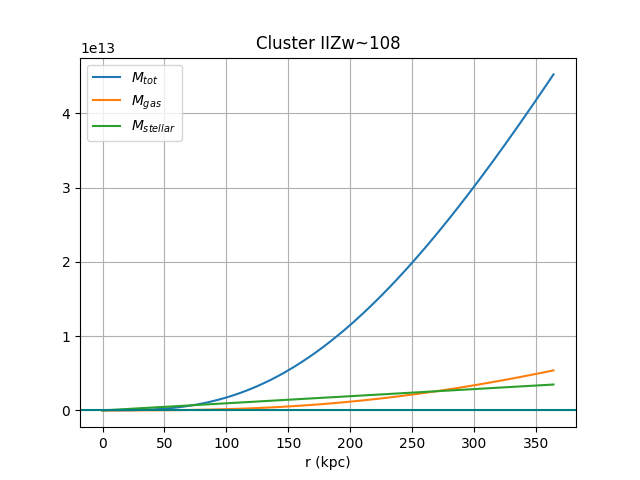 Cluster IIZw~108
1e13
M_tot
M_gas
M_stellar
4
3
2
1
0
0 50 100 150 200 250 300 350
r (kpc)